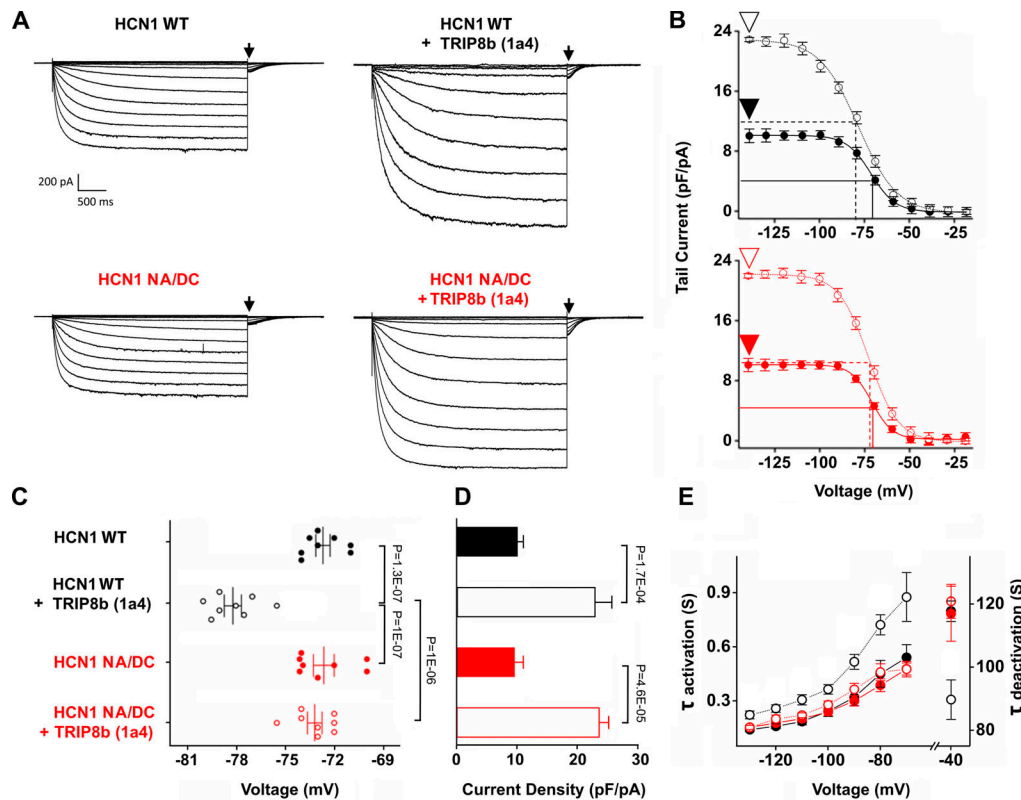 A
HCN1 WT
HCN1 WT
+ TRIP8b (1a4)
200 pA
500 ms
HCN1 NA/DC
HCN1 NA/DC
+ TRIP8b (1a4)
B
24
16
8
0
-125 -100 -75 -50 -25
24
16
8
0
-125 -100 -75 -50 -25
Tail Current (pF/pA)
Voltage (mV)
C
HCN1 WT
HCN1 WT
+ TRIP8b (1a4)
HCN1 NA/DC
HCN1 NA/DC
+ TRIP8b (1a4)
P=1.3E-07
P=1E-07
P=1E-06
-81 -78 -75 -72 -69
Voltage (mV)
D
P=1.7E-04
P=4.6E-05
0 10 20 30
Current Density (pF/pA)
E
τ activation (S)
0.9
0.6
0.3
120
100
80
τ deactivation (S)
-120 -100 -80 -60 -40
Voltage (mV)